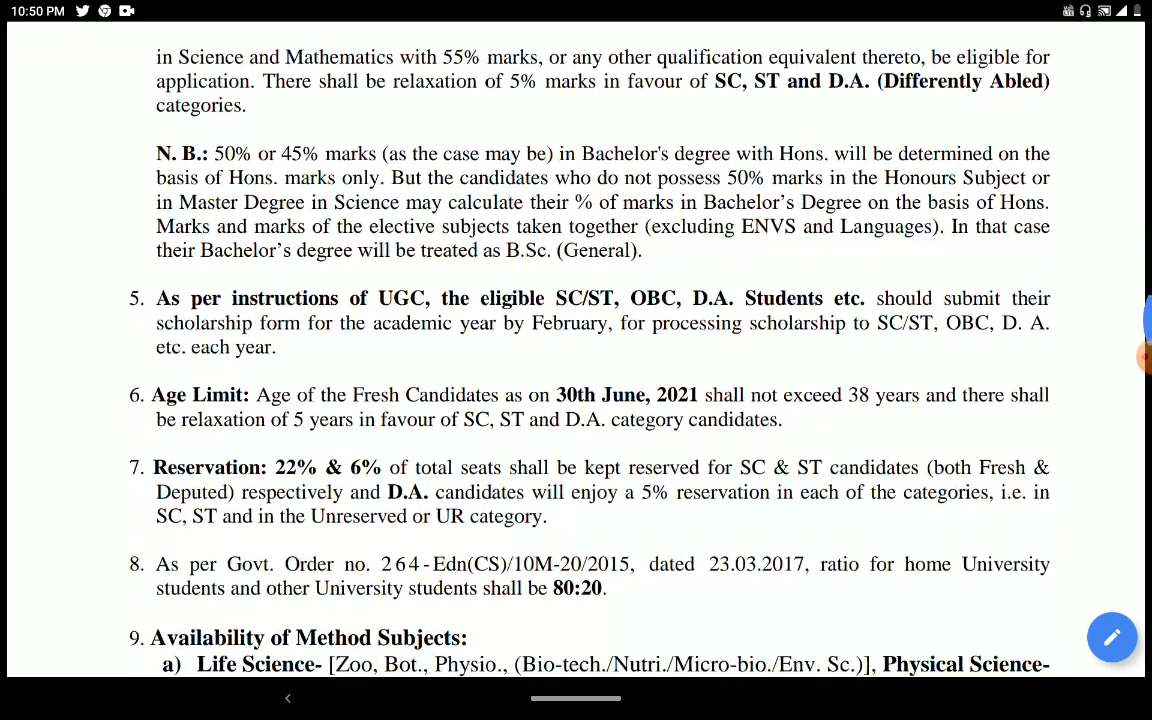 10:50 PM
in Science and Mathematics with 55% marks, or any other qualification equivalent thereto, be eligible for
application. There shall be relaxation of 5% marks in favour of SC, ST and D.A. (Differently Abled)
categories.
N. B.: 50% or 45% marks (as the case may be) in Bachelor's degree with Hons. will be determined on the
basis of Hons. marks only. But the candidates who do not possess 50% marks in the Honours Subject or
in Master Degree in Science may calculate their % of marks in Bachelor’s Degree on the basis of Hons.
Marks and marks of the elective subjects taken together (excluding ENVS and Languages). In that case
their Bachelor’s degree will be treated as B.Sc. (General).
5. As per instructions of UGC, the eligible SC/ST, OBC, D.A. Students etc. should submit their
scholarship form for the academic year by February, for processing scholarship to SC/ST, OBC, D. A.
etc. each year.
6. Age Limit: Age of the Fresh Candidates as on 30th June, 2021 shall not exceed 38 years and there shall
be relaxation of 5 years in favour of SC, ST and D.A. category candidates.
7. Reservation: 22% & 6% of total seats shall be kept reserved for SC & ST candidates (both Fresh &
Deputed) respectively and D.A. candidates will enjoy a 5% reservation in each of the categories, i.e. in
SC, ST and in the Unreserved or UR category.
8. As per Govt. Order no. 264-Edn(CS)/10M-20/2015, dated 23.03.2017, ratio for home University
students and other University students shall be 80:20.
9. Availability of Method Subjects:
a) Life Science- [Zoo, Bot., Physio., (Bio-tech./Nutri./Micro-bio./Env. Sc.)], Physical Science-